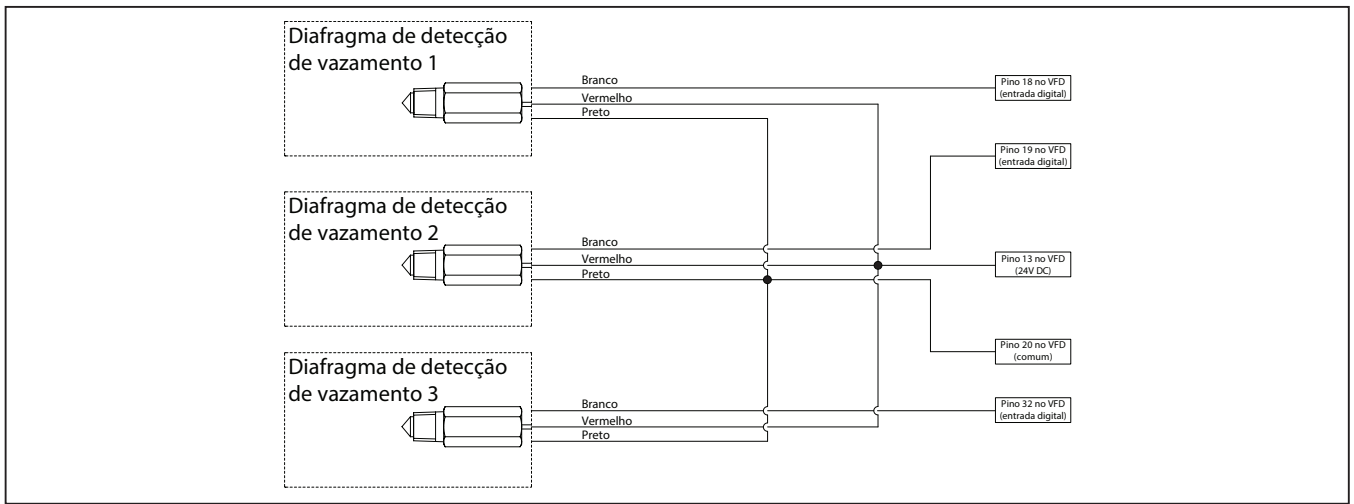 Diafragma de detecção
de vazamento 1
Branco
Vermelho
Preto
Pino 18 no VFD
(entrada digital)
Pino 19 no VFD
(entrada digital)
Diafragma de detecção
de vazamento 2
Branco
Vermelho
Preto
Pino 13 no VFD
(24V DC)
Pino 20 no VFD
(comum)
Diafragma de detecção
de vazamento 3
Branco
Vermelho
Preto
Pino 32 no VFD
(entrada digital)